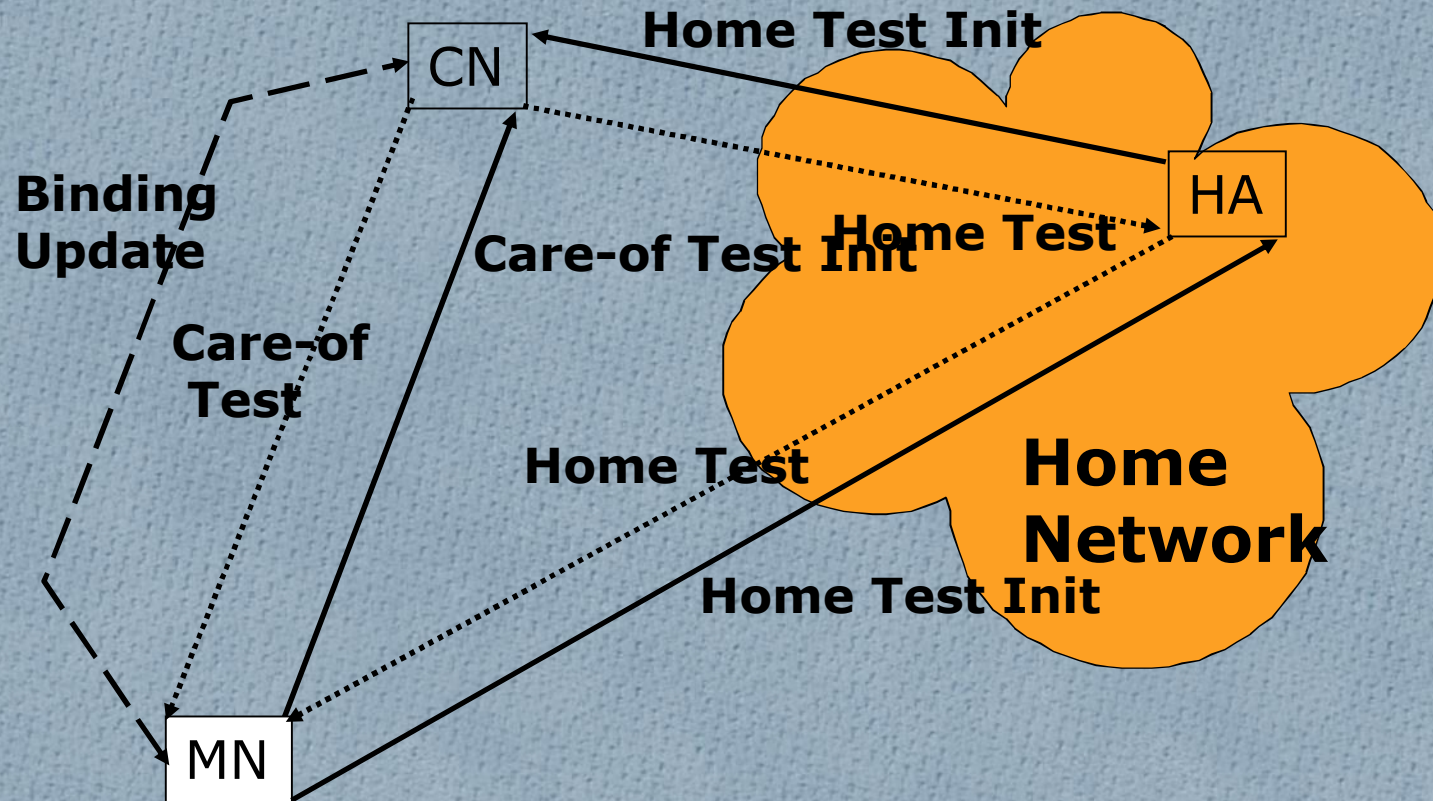 Home Test Init
CN
HA
Binding
Update
Home Test
Care-of Test Init
Care-of
Test
Home Test
Home
Network
Home Test Init
MN